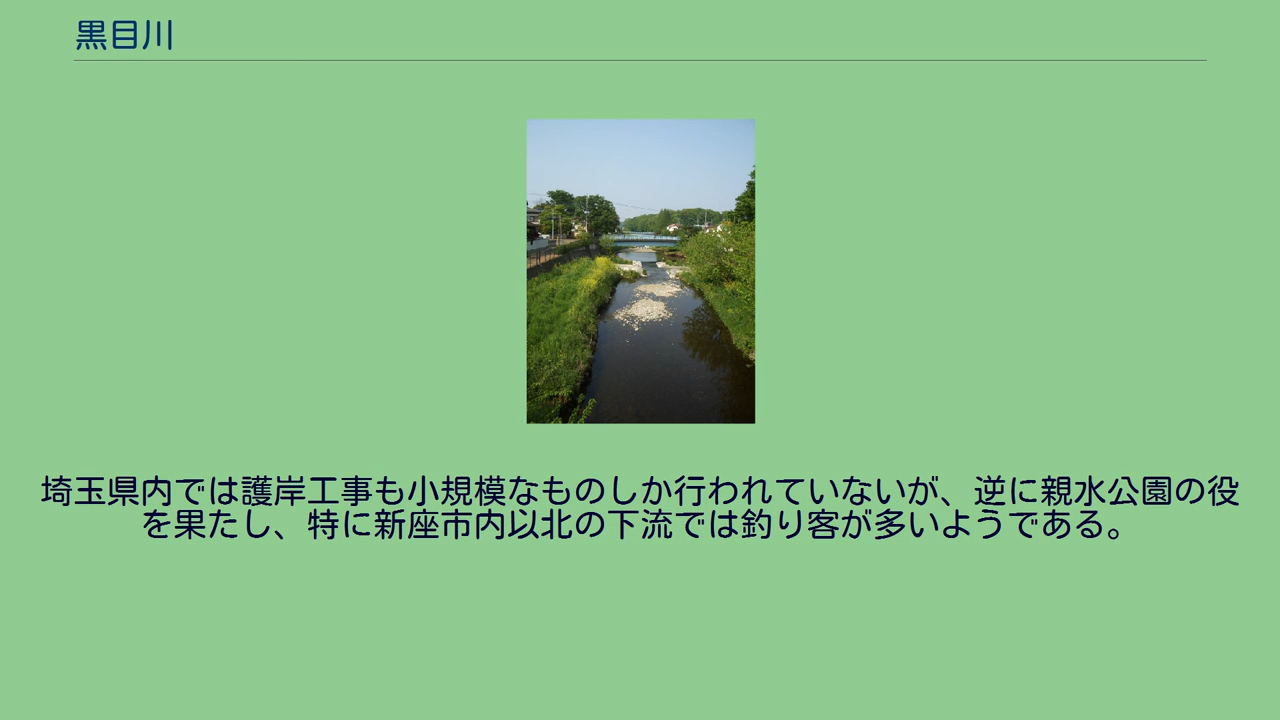 黒目川
埼玉県内では護岸工事も小規模なものしか行われていないが、逆に親水公園の役
を果たし、特に新座市内以北の下流では釣り客が多いようである。